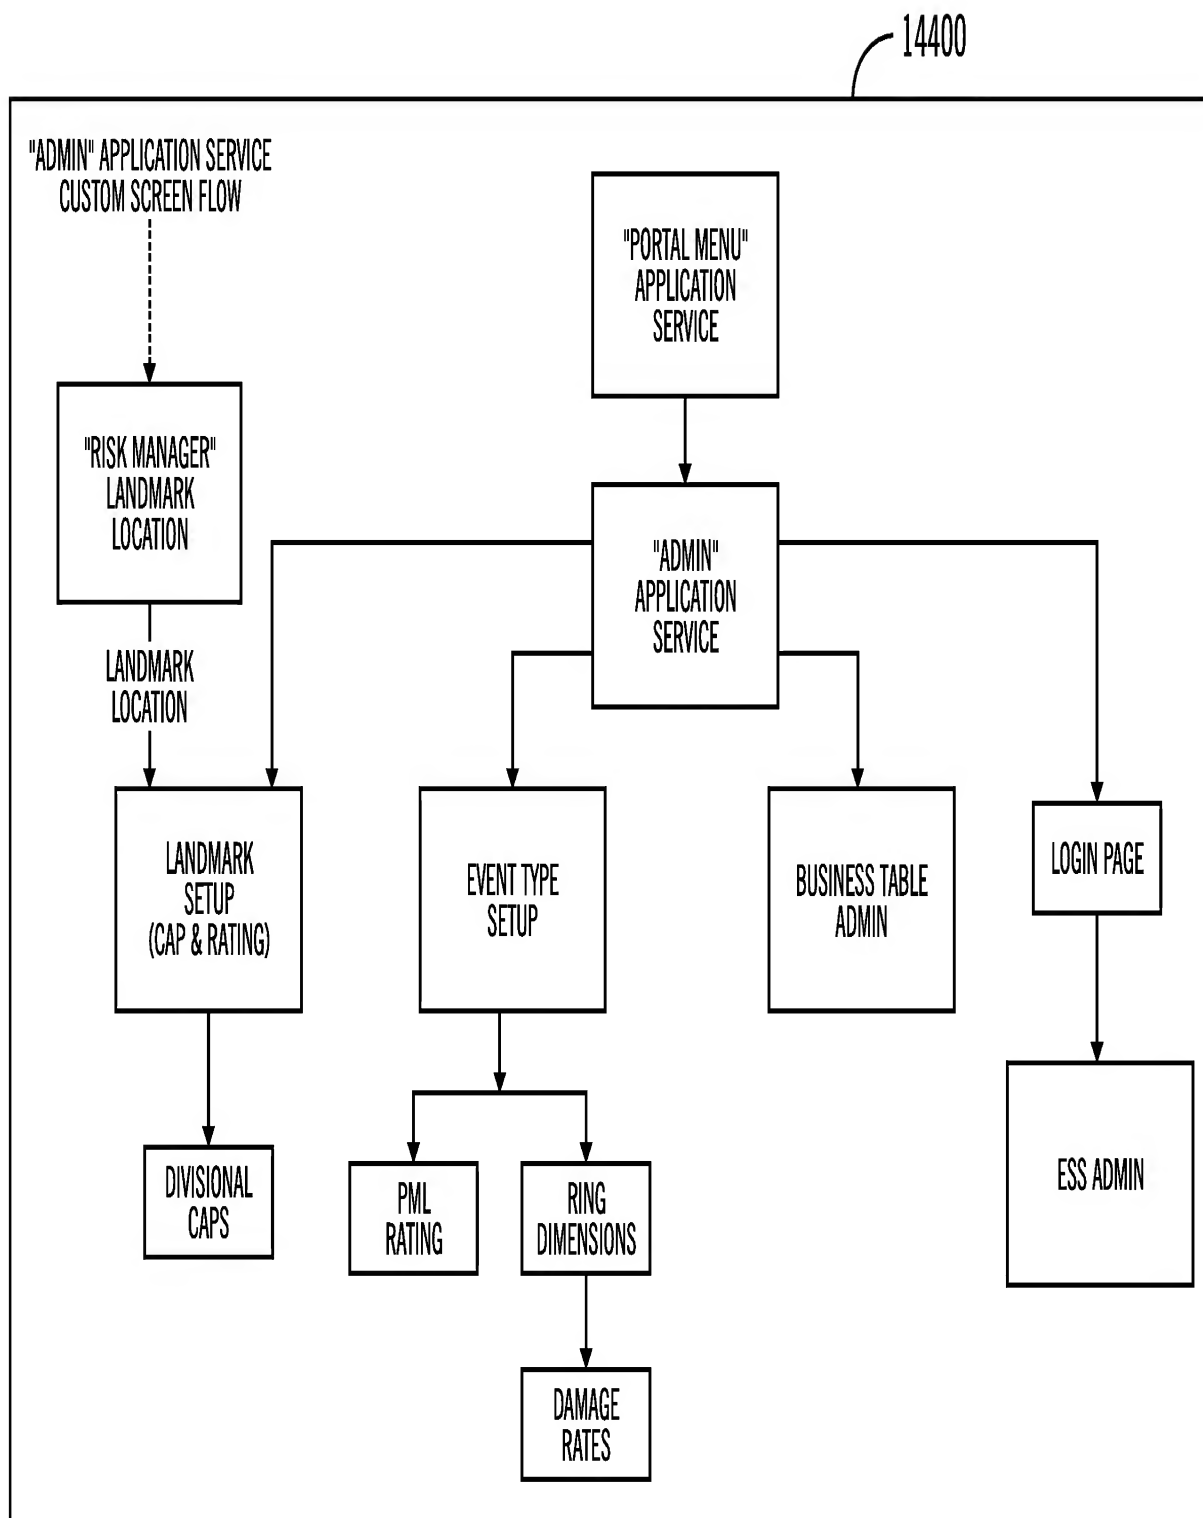 14400
"ADMIN" APPLICATION SERVICE
CUSTOM SCREEN FLOW
"PORTAL MENU"
APPLICATION
SERVICE
"RISK MANAGER"
LANDMARK
LOCATION
"ADMIN"
APPLICATION
SERVICE
LANDMARK
LOCATION
LANDMARK
SETUP
(CAP & RATING)
EVENT TYPE
SETUP
BUSINESS TABLE
ADMIN
LOGIN PAGE
DIVISIONAL
CAPS
PML
RATING
RING
DIMENSIONS
ESS ADMIN
DAMAGE
RATES